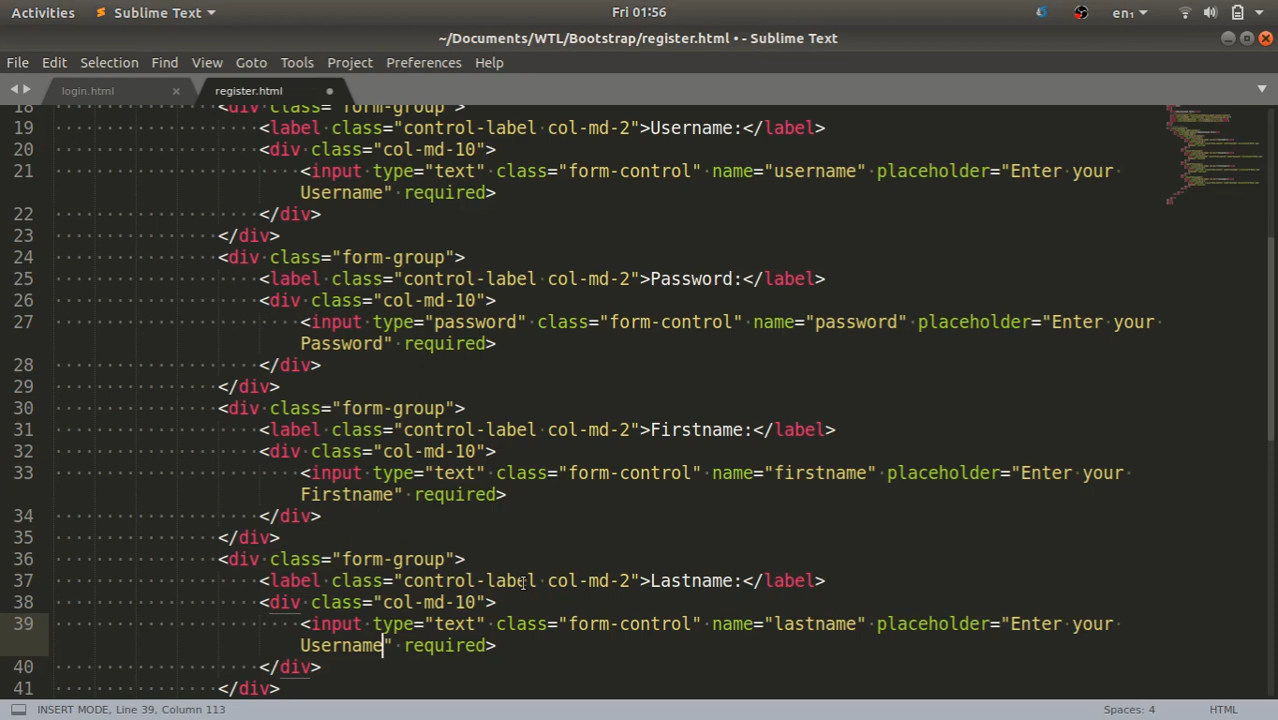 Activities Sublime Text Fri 01:56 en₁
~/Documents/WTL/Bootstrap/register.html • - Sublime Text
File Edit Selection Find View Goto Tools Project Preferences Help
login.html × register.html
18 <div class="form-group">
19 <label class="control-label col-md-2">Username:</label>
20 <div class="col-md-10">
21 <input type="text" class="form-control" name="username" placeholder="Enter your
Username" required>
22 </div>
23 </div>
24 <div class="form-group">
25 <label class="control-label col-md-2">Password:</label>
26 <div class="col-md-10">
27 <input type="password" class="form-control" name="password" placeholder="Enter your
Password" required>
28 </div>
29 </div>
30 <div class="form-group">
31 <label class="control-label col-md-2">Firstname:</label>
32 <div class="col-md-10">
33 <input type="text" class="form-control" name="firstname" placeholder="Enter your
Firstname" required>
34 </div>
35 </div>
36 <div class="form-group">
37 <label class="control-label col-md-2">Lastname:</label>
38 <div class="col-md-10">
39 <input type="text" class="form-control" name="lastname" placeholder="Enter your
Username" required>
40 </div>
41 </div>
INSERT MODE, Line 39, Column 113 Spaces: 4 HTML